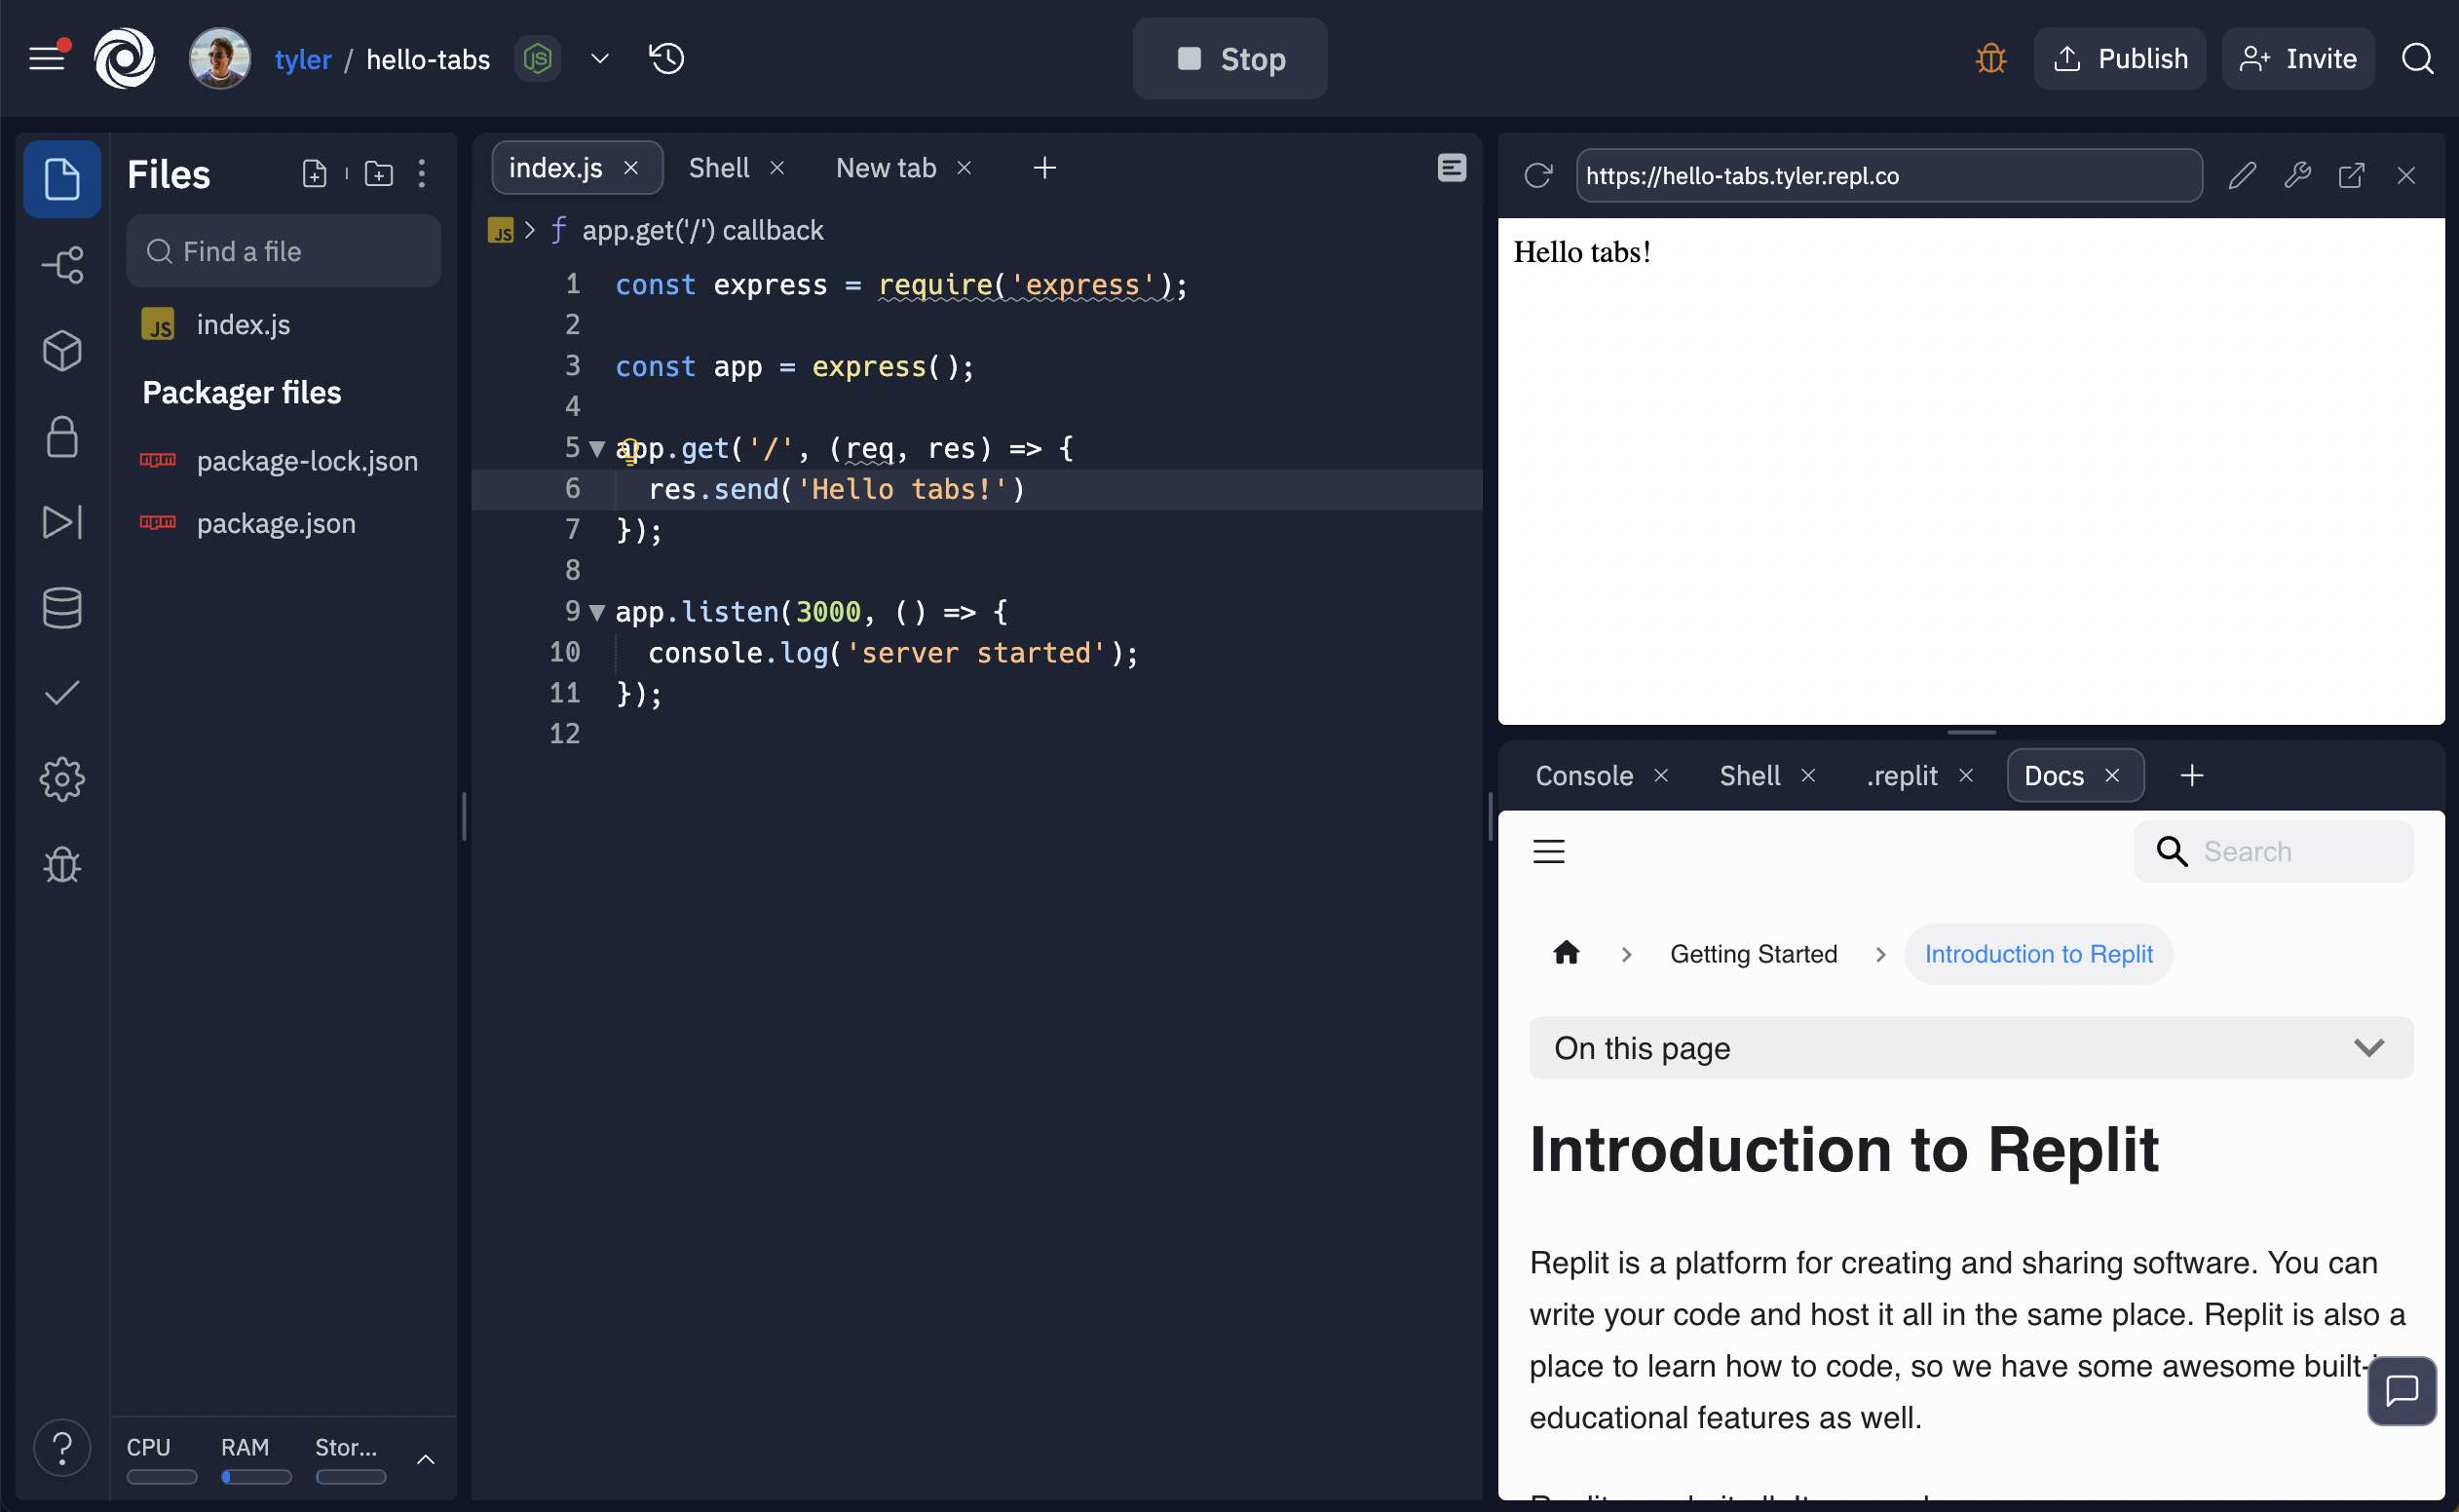 tyler / hello-tabs
Stop
Publish
Invite
Files
Find a file
JS index.js
Packager files
package-lock.json
package.json
CPU RAM Stor...
index.js
Shell
New tab
JS > ƒ app.get('/') callback
1 const express = require('express');
2
3 const app = express();
4
5 app.get('/', (req, res) => {
6 res.send('Hello tabs!')
7 });
8
9 app.listen(3000, () => {
10 console.log('server started');
11 });
12
https://hello-tabs.tyler.repl.co
Hello tabs!
Console
Shell
.replit
Docs
Search
Getting Started > Introduction to Replit
On this page
Introduction to Replit
Replit is a platform for creating and sharing software. You can
write your code and host it all in the same place. Replit is also a
place to learn how to code, so we have some awesome built-
educational features as well.